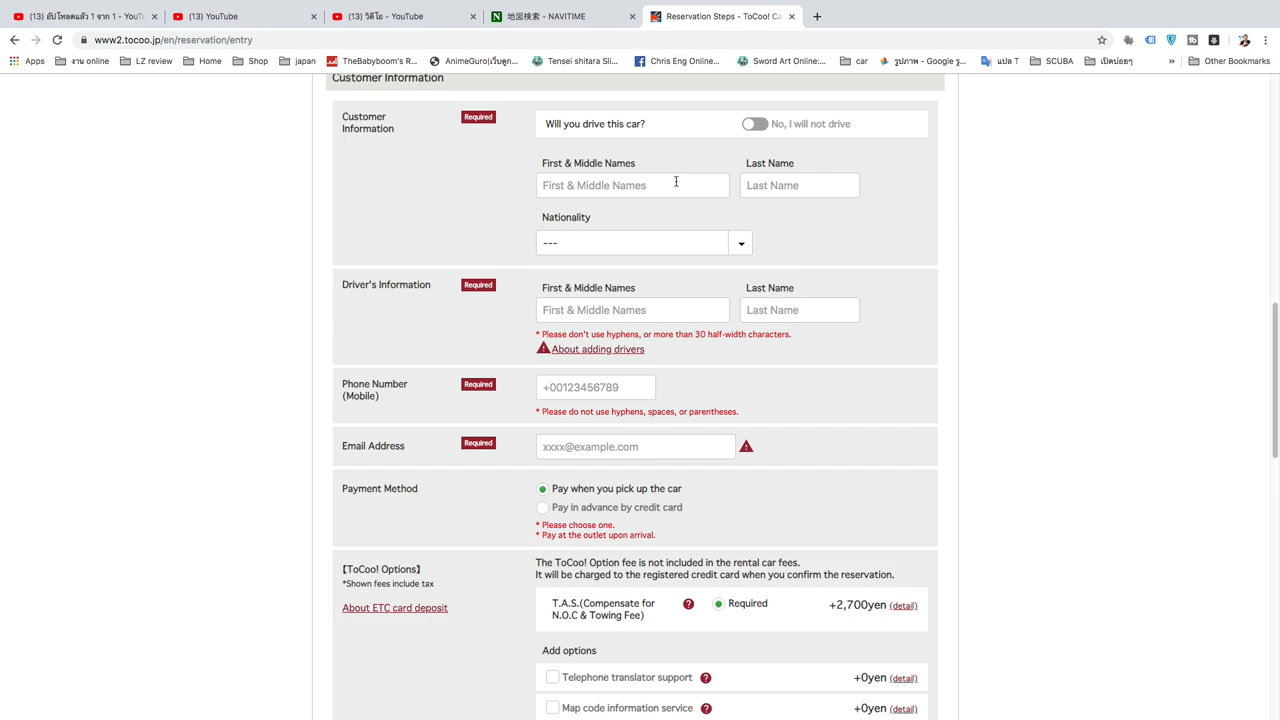 (13) อัปโหลดแล้ว 1 จาก 1 - YouTu
(13) YouTube
(13) วิดีโอ - YouTube
地図検索 - NAVITIME
Reservation Steps - ToCoo! Ca
www2.tocoo.jp/en/reservation/entry
Apps
งาน online
LZ review
Home
Shop
japan
TheBabyboom's R...
AnimeGuro|เว็บดูก...
Tensei shitara Sli...
Chris Eng Online...
Sword Art Online:...
car
รูปภาพ - Google รู...
แปล T
SCUBA
เปิดบ่อยๆ
»
Other Bookmarks
Customer Information
Customer
Information
Required
Will you drive this car?
No, I will not drive
First & Middle Names
Last Name
First & Middle Names
Last Name
Nationality
---
Driver's Information
Required
First & Middle Names
Last Name
First & Middle Names
Last Name
* Please don't use hyphens, or more than 30 half-width characters.
About adding drivers
Phone Number
(Mobile)
Required
+00123456789
* Please do not use hyphens, spaces, or parentheses.
Email Address
Required
xxxx@example.com
Payment Method
Pay when you pick up the car
Pay in advance by credit card
* Please choose one.
* Pay at the outlet upon arrival.
【ToCoo! Options】
*Shown fees include tax
About ETC card deposit
The ToCoo! Option fee is not included in the rental car fees.
It will be charged to the registered credit card when you confirm the reservation.
T.A.S.(Compensate for
N.O.C & Towing Fee)
?
Required
+2,700yen (detail)
Add options
Telephone translator support
?
+0yen (detail)
Map code information service
?
+0yen (detail)